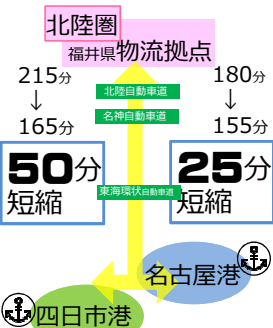 北陸圏
福井県物流拠点
215分
↓
165分
180分
↓
155分
北陸自動車道
名神自動車道
50分
短縮
25分
短縮
東海環状自動車道
名古屋港
四日市港